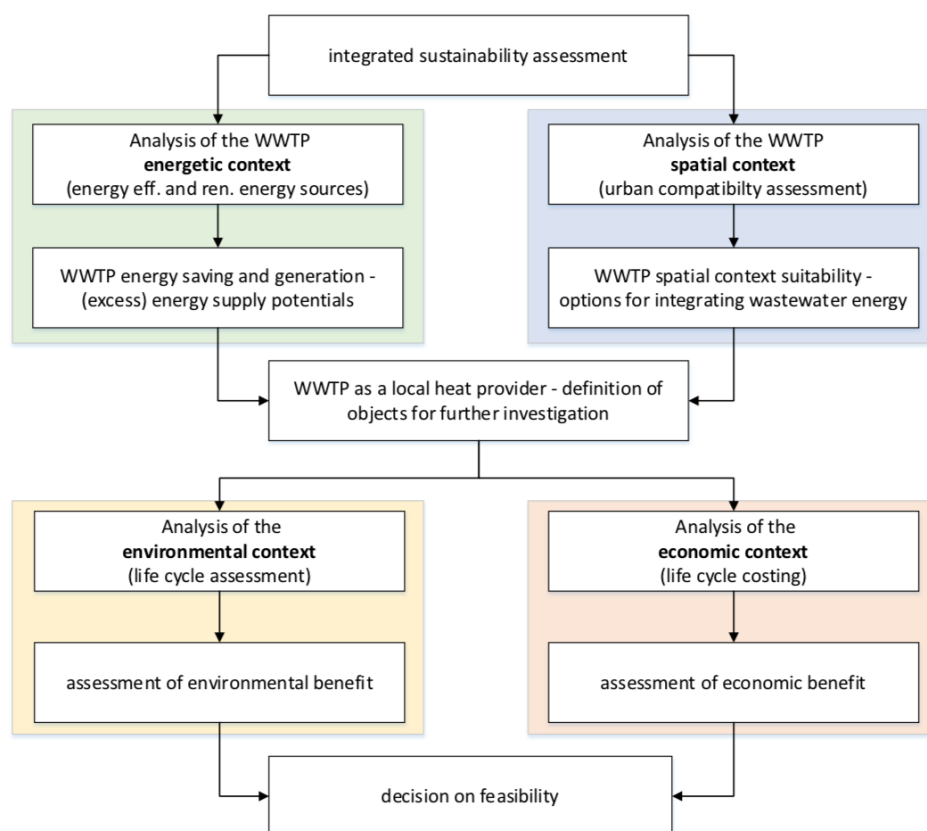 integrated sustainability assessment
Analysis of the WWTP
energetic context
(energy eff. and ren. energy sources)
Analysis of the WWTP
spatial context
(urban compatibilty assessment)
WWTP energy saving and generation -
(excess) energy supply potentials
WWTP spatial context suitability -
options for integrating wastewater energy
WWTP as a local heat provider - definition of
objects for further investigation
Analysis of the
environmental context
(life cycle assessment)
Analysis of the
economic context
(life cycle costing)
assessment of environmental benefit
assessment of economic benefit
decision on feasibility